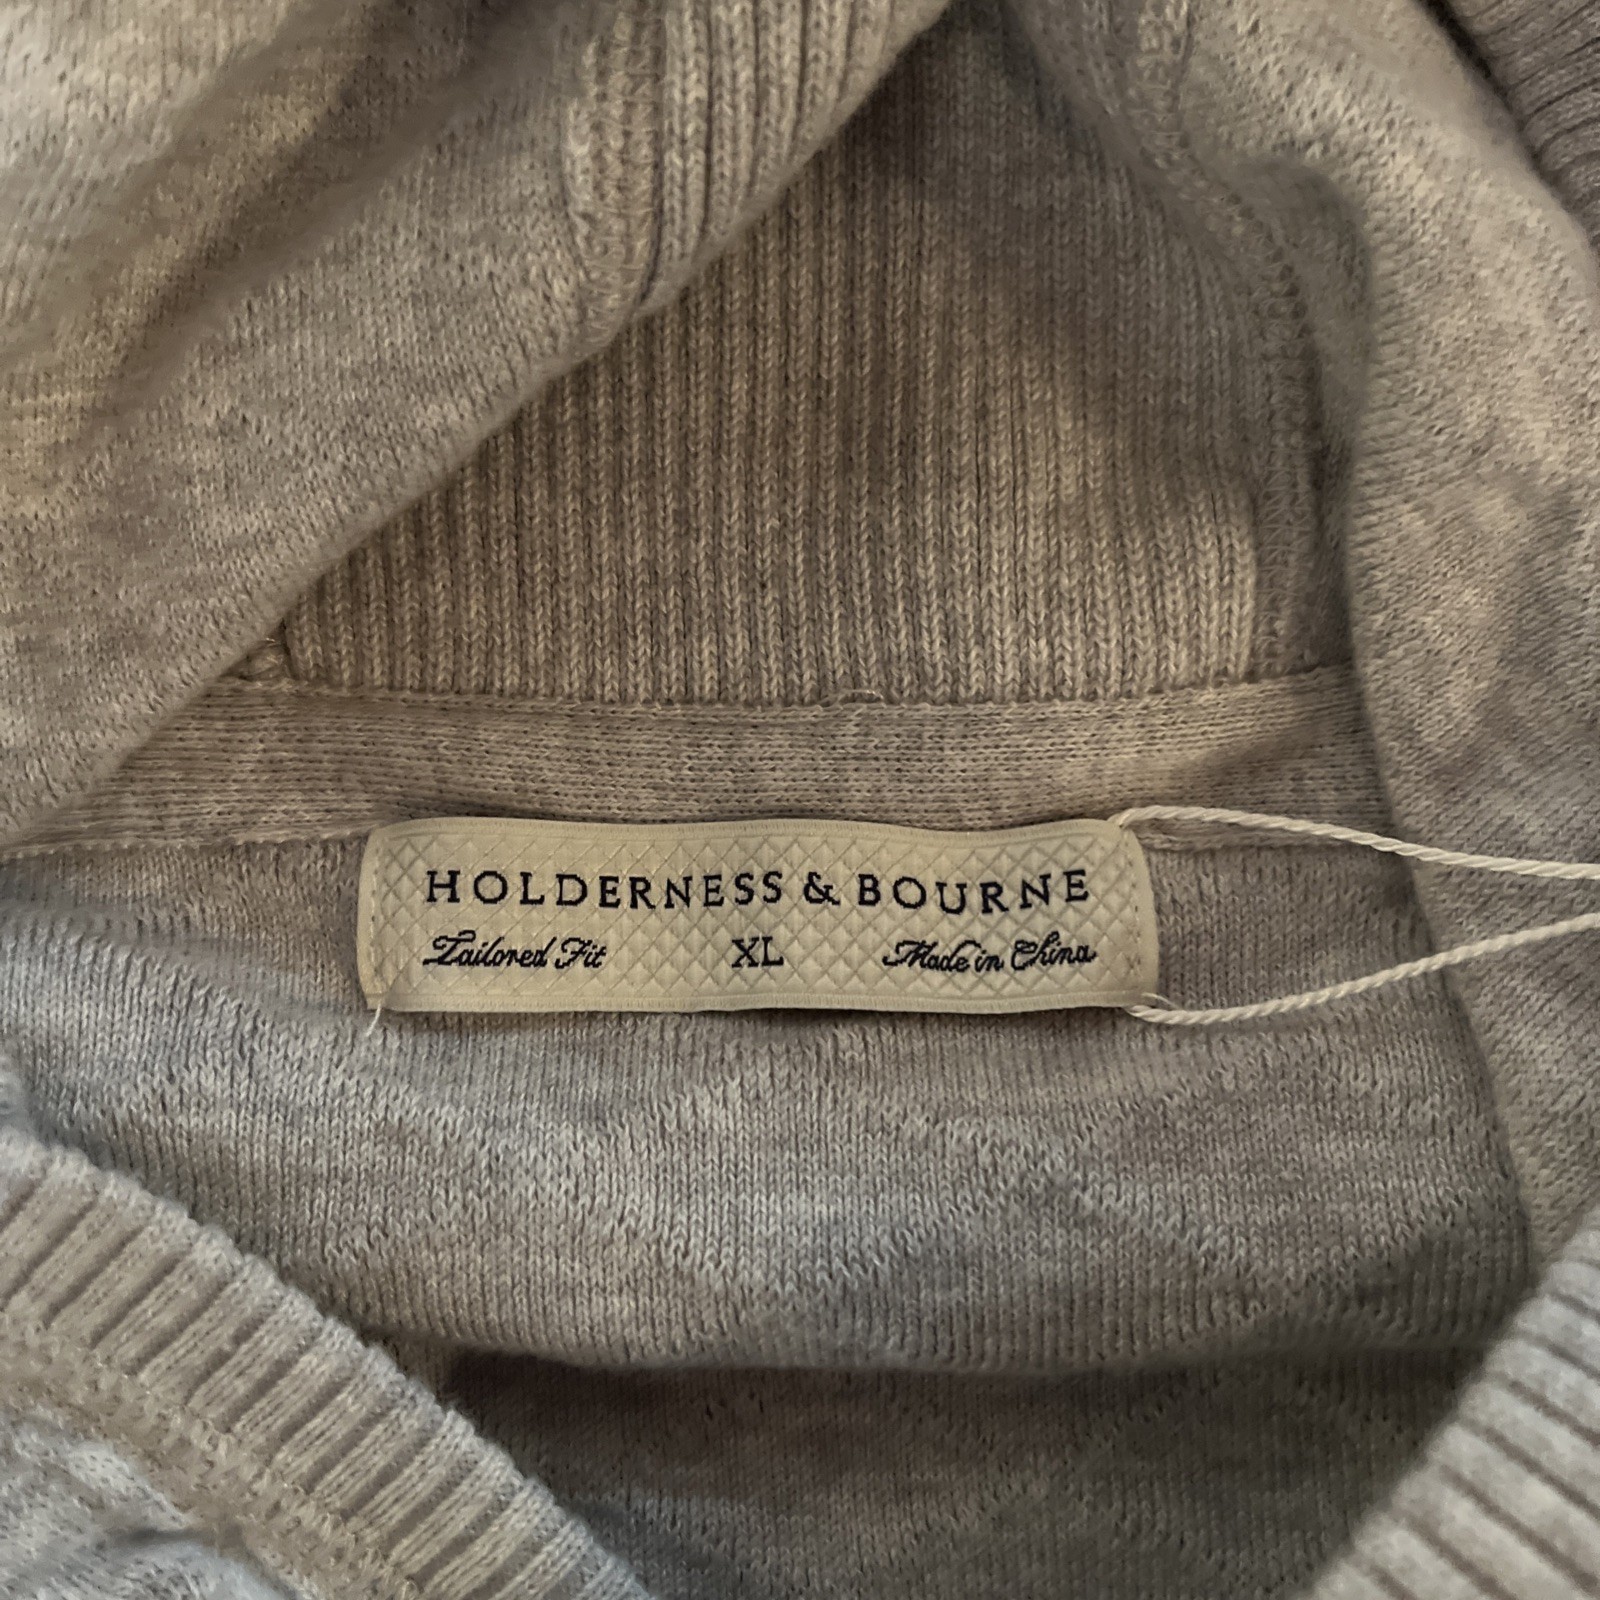 HOLDERNESS & BOURNE
Tailored Fit XL Made in China